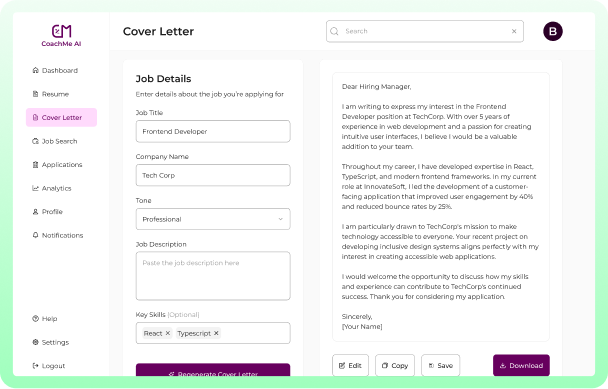 CoachMe AI
Dashboard
Resume
Cover Letter
Job Search
Applications
Analytics
Profile
Notifications
Help
Settings
Logout
Cover Letter
Search
B
Job Details
Enter details about the job you're applying for
Job Title
Frontend Developer
Company Name
Tech Corp
Tone
Professional
Job Description
Paste the job description here
Key Skills (Optional)
React
Typescript
Regenerate Cover Letter
Dear Hiring Manager,
I am writing to express my interest in the Frontend
Developer position at TechCorp. With over 5 years of
experience in web development and a passion for creating
intuitive user interfaces, I believe I would be a valuable
addition to your team.
Throughout my career, I have developed expertise in React,
TypeScript, and modern frontend frameworks. In my current
role at InnovateSoft, I led the development of a customer-
facing application that improved user engagement by 40%
and reduced bounce rates by 25%.
I am particularly drawn to TechCorp's mission to make
technology accessible to everyone. Your recent project on
developing inclusive design systems aligns perfectly with my
interest in creating accessible web applications.
I would welcome the opportunity to discuss how my skills
and experience can contribute to TechCorp's continued
success. Thank you for considering my application.
Sincerely,
[Your Name]
Edit
Copy
Save
Download